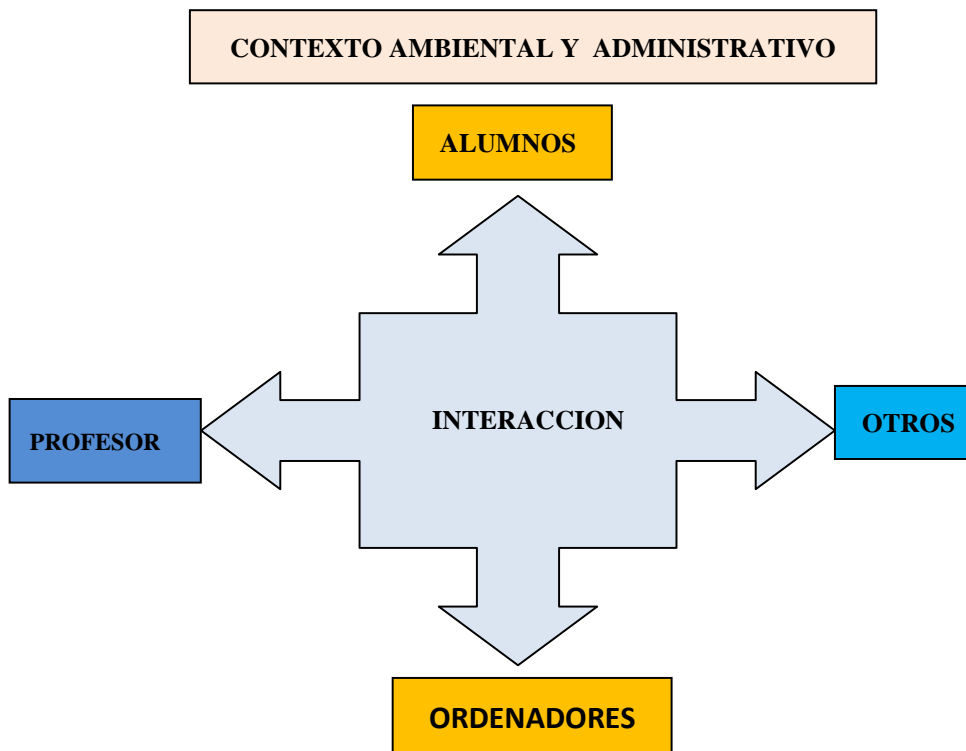 CONTEXTO AMBIENTAL Y ADMINISTRATIVO
ALUMNOS
INTERACCION
OTROS
PROFESOR
ORDENADORES